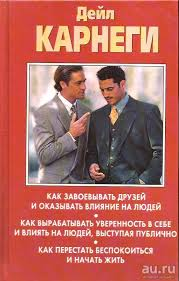 Дейл
КАРНЕГИ
КАК ЗАВОЕВЫВАТЬ ДРУЗЕЙ
И ОКАЗЫВАТЬ ВЛИЯНИЕ НА ЛЮДЕЙ
•
КАК ВЫРАБАТЫВАТЬ УВЕРЕННОСТЬ В СЕБЕ
И ВЛИЯТЬ НА ЛЮДЕЙ, ВЫСТУПАЯ ПУБЛИЧНО
•
КАК ПЕРЕСТАТЬ БЕСПОКОИТЬСЯ
И НАЧАТЬ ЖИТЬ
au.ru